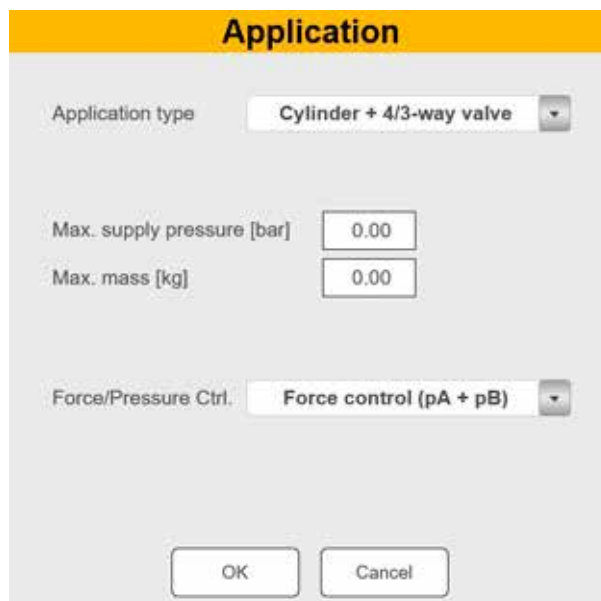 Application
Application type Cylinder + 4/3-way valve
Max. supply pressure [bar] 0.00
Max. mass [kg] 0.00
Force/Pressure Ctrl. Force control (pA + pB)
OK Cancel